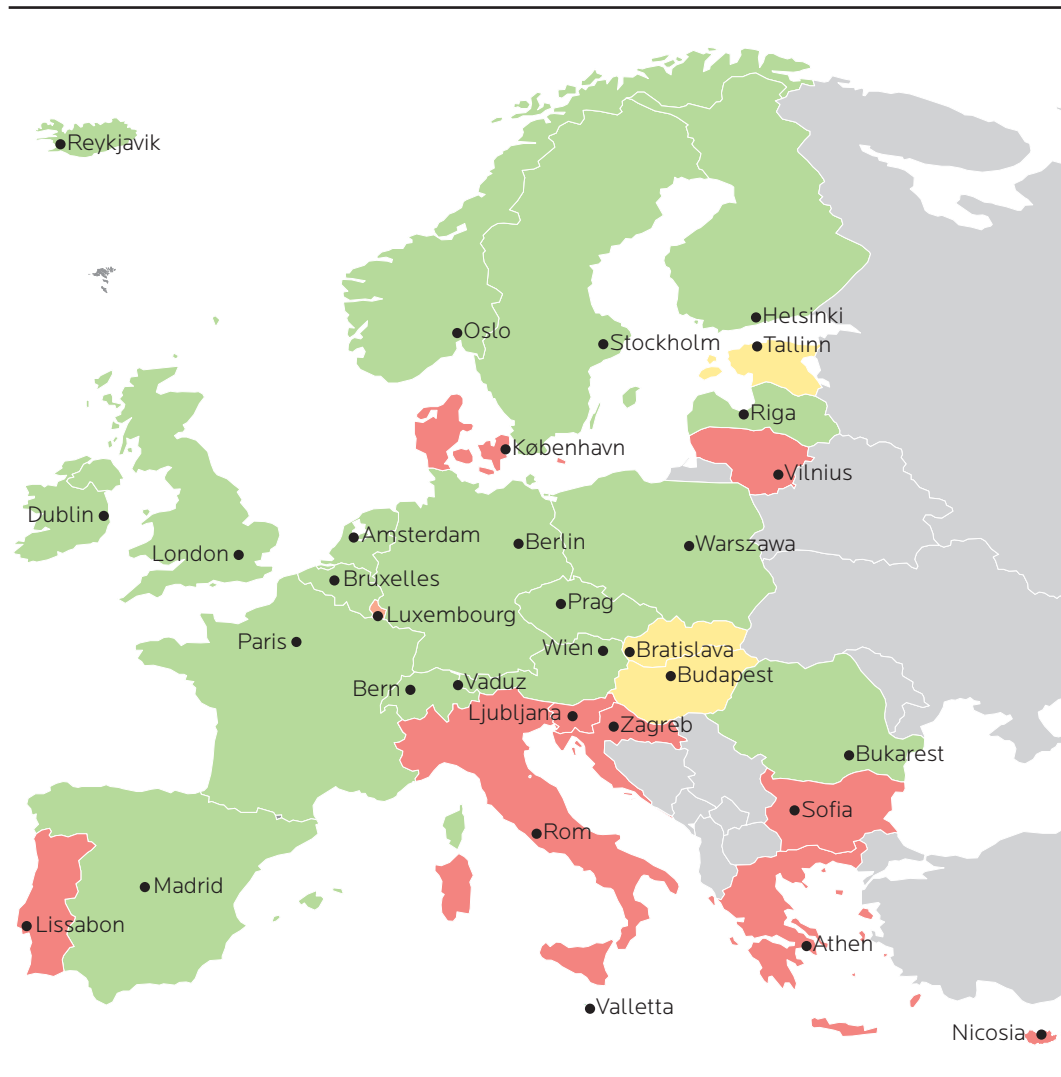 Reykjavik
Helsinki
Oslo
Stockholm
Tallinn
Riga
København
Vilnius
Dublin
Amsterdam
Berlin
Warszawa
London
Bruxelles
Prag
Luxembourg
Paris
Wien
Bratislava
Budapest
Bern
Vaduz
Ljubljana
Zagreb
Bukarest
Sofia
Rom
Madrid
Lissabon
Athen
Valletta
Nicosia